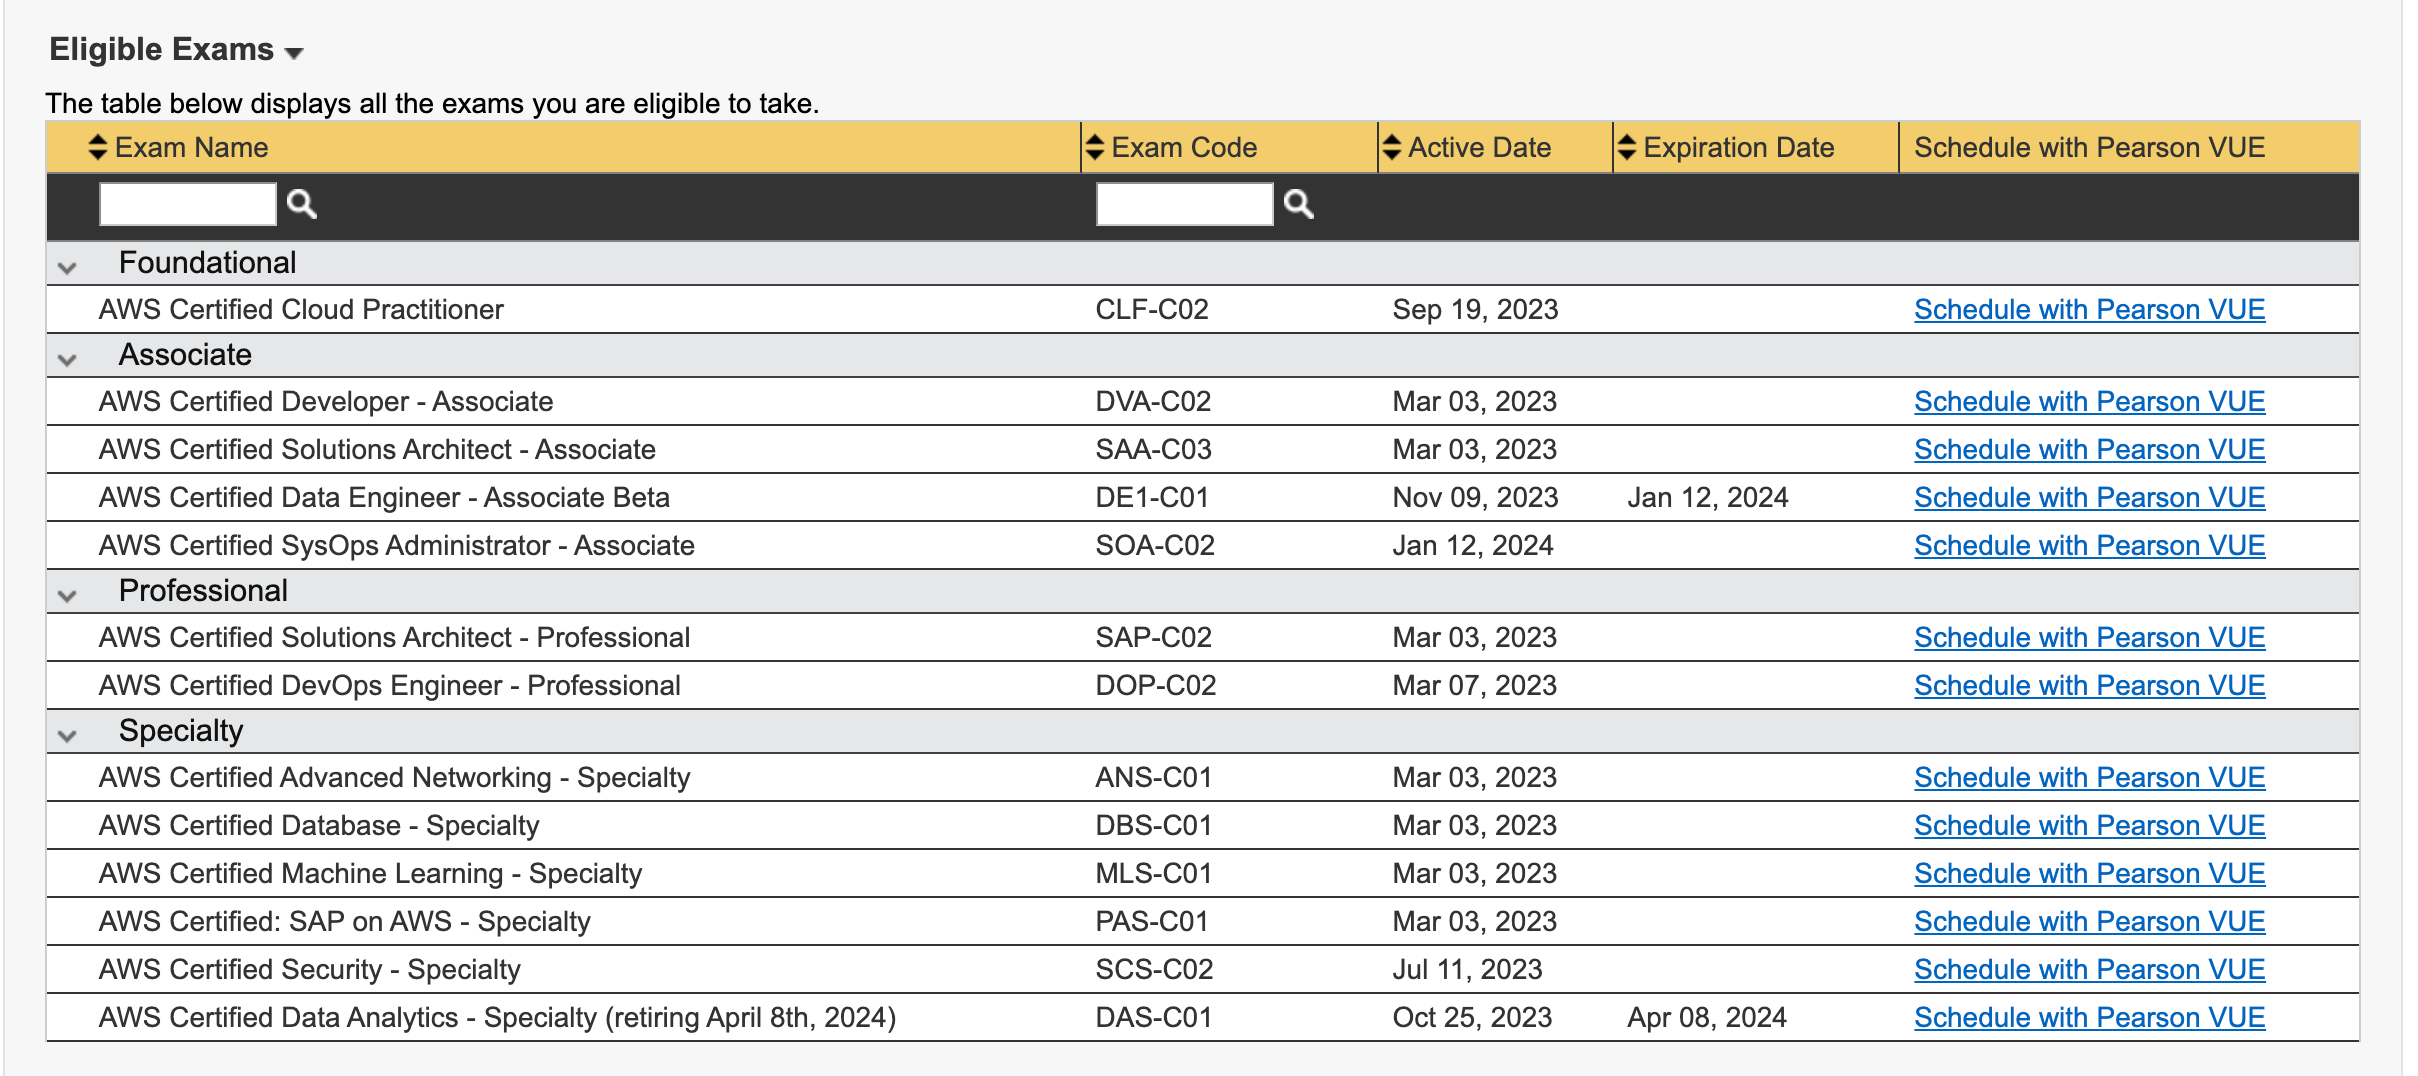 Eligible Exams
The table below displays all the exams you are eligible to take.
Exam Name Exam Code Active Date Expiration Date Schedule with Pearson VUE
Foundational
AWS Certified Cloud Practitioner CLF-C02 Sep 19, 2023 Schedule with Pearson VUE
Associate
AWS Certified Developer - Associate DVA-C02 Mar 03, 2023 Schedule with Pearson VUE
AWS Certified Solutions Architect - Associate SAA-C03 Mar 03, 2023 Schedule with Pearson VUE
AWS Certified Data Engineer - Associate Beta DE1-C01 Nov 09, 2023 Jan 12, 2024 Schedule with Pearson VUE
AWS Certified SysOps Administrator - Associate SOA-C02 Jan 12, 2024 Schedule with Pearson VUE
Professional
AWS Certified Solutions Architect - Professional SAP-C02 Mar 03, 2023 Schedule with Pearson VUE
AWS Certified DevOps Engineer - Professional DOP-C02 Mar 07, 2023 Schedule with Pearson VUE
Specialty
AWS Certified Advanced Networking - Specialty ANS-C01 Mar 03, 2023 Schedule with Pearson VUE
AWS Certified Database - Specialty DBS-C01 Mar 03, 2023 Schedule with Pearson VUE
AWS Certified Machine Learning - Specialty MLS-C01 Mar 03, 2023 Schedule with Pearson VUE
AWS Certified: SAP on AWS - Specialty PAS-C01 Mar 03, 2023 Schedule with Pearson VUE
AWS Certified Security - Specialty SCS-C02 Jul 11, 2023 Schedule with Pearson VUE
AWS Certified Data Analytics - Specialty (retiring April 8th, 2024) DAS-C01 Oct 25, 2023 Apr 08, 2024 Schedule with Pearson VUE